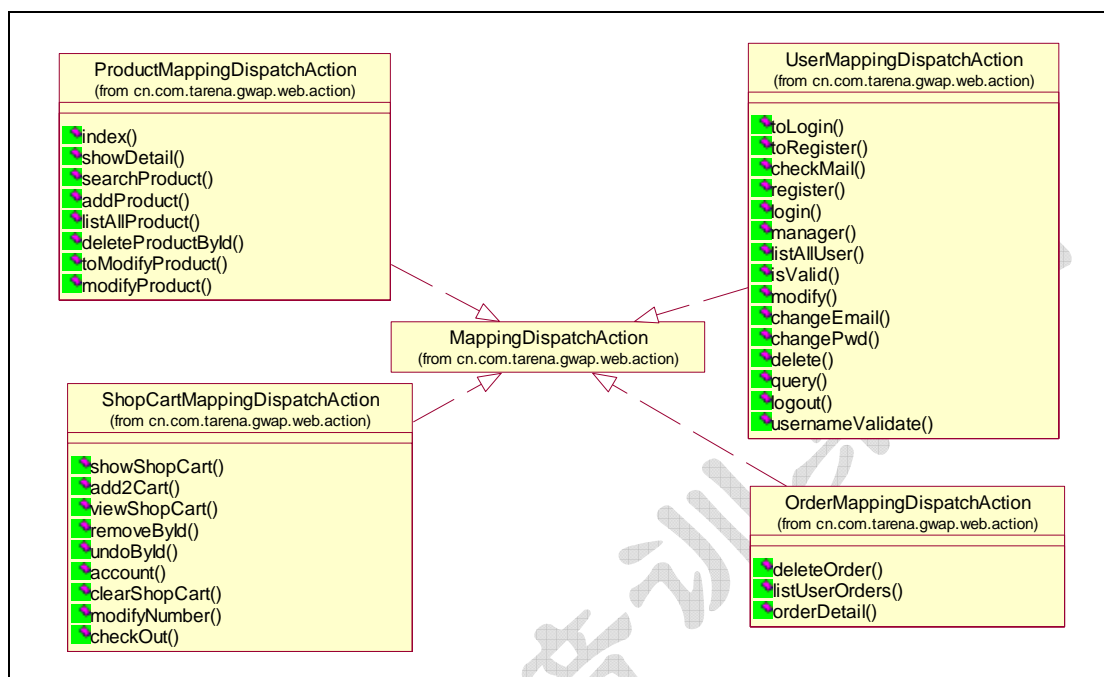 ProductMappingDispatchAction
(from cn.com.tarena.gwap.web.action)
index()
showDetail()
searchProduct()
addProduct()
listAllProduct()
deleteProductById()
toModifyProduct()
modifyProduct()
UserMappingDispatchAction
(from cn.com.tarena.gwap.web.action)
toLogin()
toRegister()
checkMail()
register()
login()
manager()
listAllUser()
isValid()
modify()
changeEmail()
changePwd()
delete()
query()
logout()
usernameValidate()
MappingDispatchAction
(from cn.com.tarena.gwap.web.action)
ShopCartMappingDispatchAction
(from cn.com.tarena.gwap.web.action)
showShopCart()
add2Cart()
viewShopCart()
removeById()
undoById()
account()
clearShopCart()
modifyNumber()
checkOut()
OrderMappingDispatchAction
(from cn.com.tarena.gwap.web.action)
deleteOrder()
listUserOrders()
orderDetail()
培训